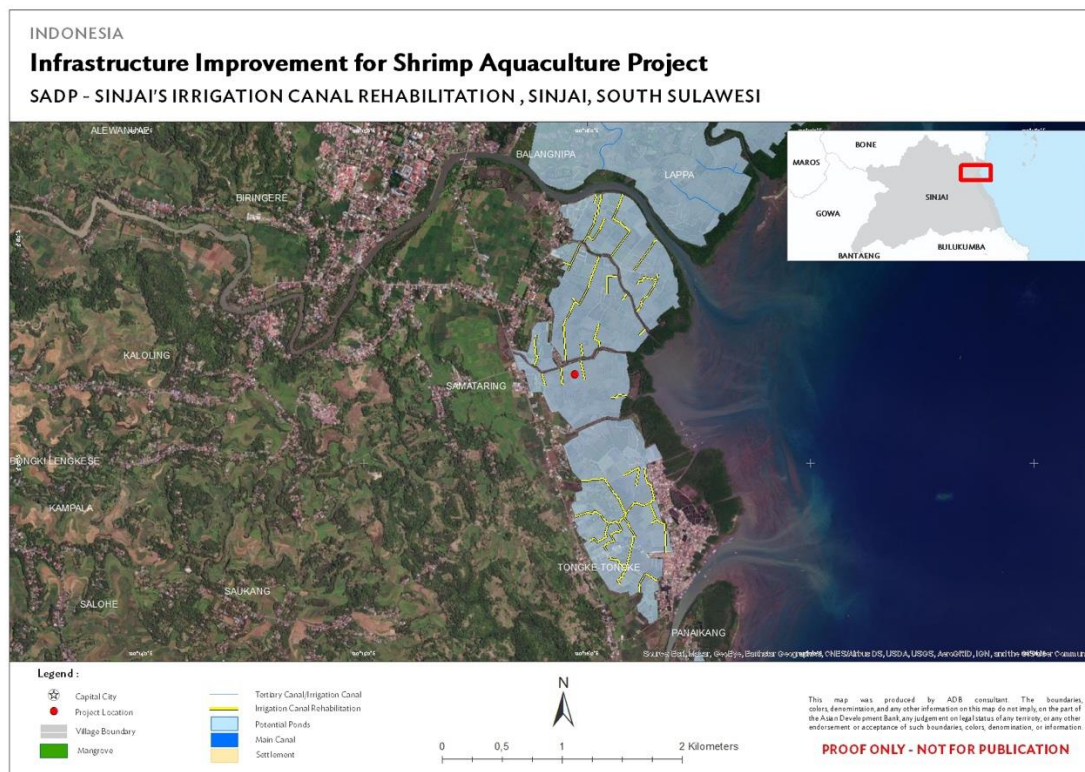 INDONESIA
Infrastructure Improvement for Shrimp Aquaculture Project
SADP - SINJAI'S IRRIGATION CANAL REHABILITATION , SINJAI, SOUTH SULAWESI
BALANGNIPA
LAPPA
BIRINGERE
KALOLING
SAMATARING
KAMPALA
SAUKANG
SALOHE
TONGKE-TONGKE
PANAIKANG
BONE
MAROS
SINJAI
GOWA
BULUKUMBA
BANTAENG
Legend :
Capital City
Project Location
Village Boundary
Mangrove
Tertiary Canal/Irrigation Canal
Irrigation Canal Rehabilitation
Potential Ponds
Main Canal
Settlement
N
0 0,5 1 2 Kilometers
This map was produced by ADB consultant. The boundaries,
colors, denomintaion, and any other information on this map do not imply, on the part of
the Asian Development Bank, any judgement on legal status of any territoty, or any other
endorsement or acceptance of such boundaries, colors, denomination, or information
PROOF ONLY - NOT FOR PUBLICATION